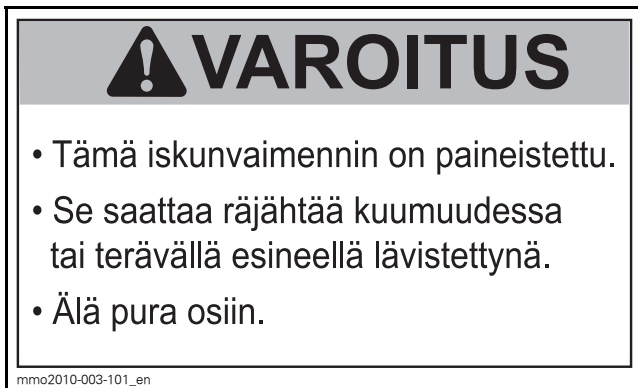 VAROITUS
• Tämä iskunvaimennin on paineistettu.
• Se saattaa räjähtää kuumuudessa
tai terävällä esineellä lävistettynä.
• Älä pura osiin.
mmo2010-003-101_en